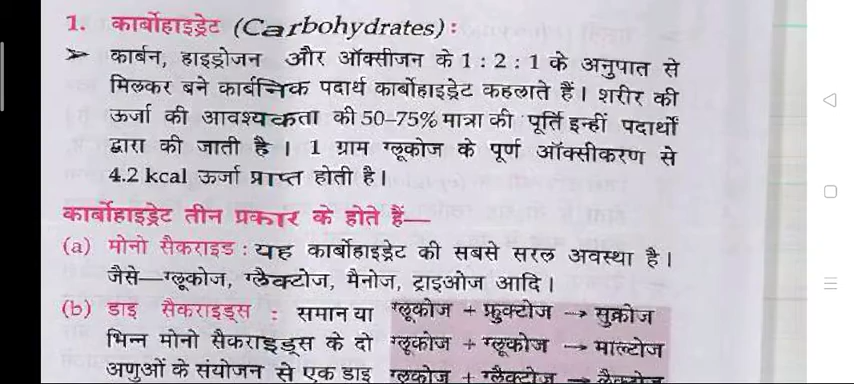 1. कार्बोहाइड्रेट (Carbohydrates) :
➤ कार्बन, हाइड्रोजन और ऑक्सीजन के 1 : 2 : 1 के अनुपात से
मिलकर बने कार्बनिक पदार्थ कार्बोहाइड्रेट कहलाते हैं। शरीर की
ऊर्जा की आवश्यकता की 50–75% मात्रा की पूर्ति इन्हीं पदार्थों
द्वारा की जाती है । 1 ग्राम ग्लूकोज के पूर्ण ऑक्सीकरण से
4.2 kcal ऊर्जा प्राप्त होती है।
कार्बोहाइड्रेट तीन प्रकार के होते हैं—
(a) मोनो सैकराइड : यह कार्बोहाइड्रेट की सबसे सरल अवस्था है।
जैसे—ग्लूकोज, ग्लैक्टोज, मैनोज, ट्राइओज आदि ।
(b) डाइ सैकराइड्स : समान या
भिन्न मोनो सैकराइड्स के दो
अणुओं के संयोजन से एक डाइ
ग्लूकोज + फ्रुक्टोज → सुक्रोज
ग्लूकोज + ग्लूकोज → माल्टोज
ग्लूकोज + ग्लैक्टोज → लैक्टोज